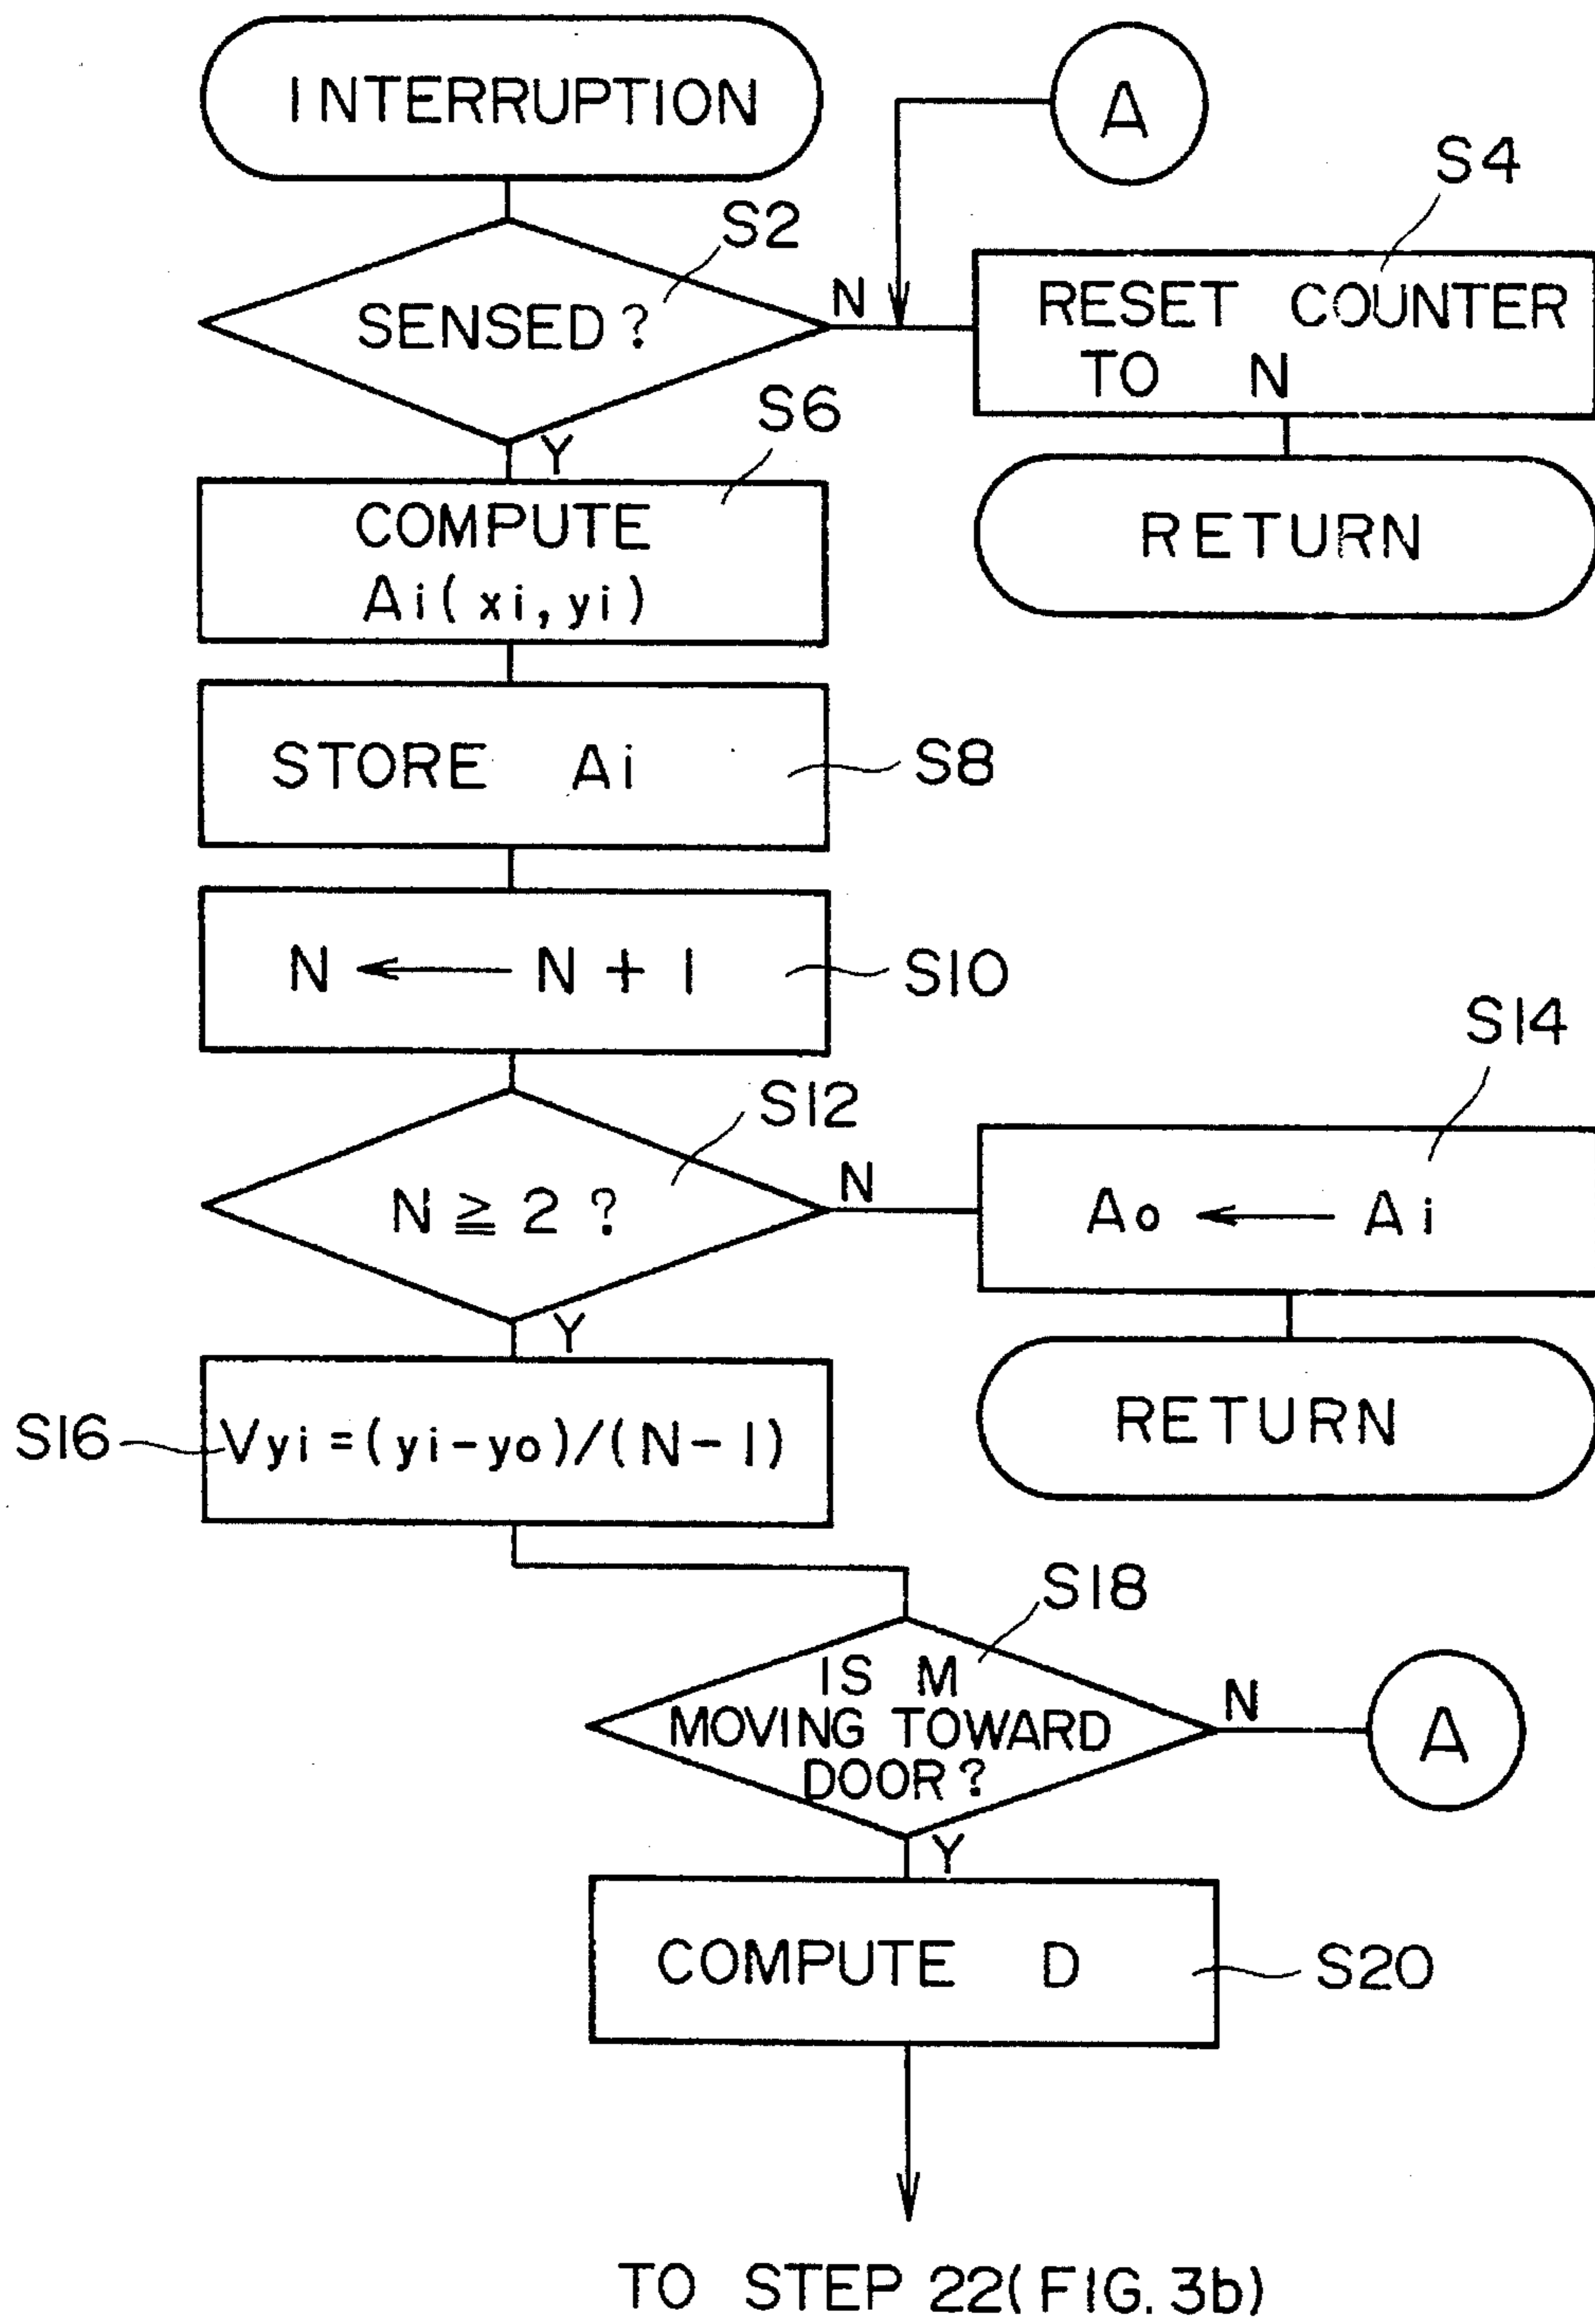 INTERRUPTION
A
S4
S2
SENSED?
N
RESET COUNTER
TO N
S6
Y
RETURN
COMPUTE
Ai(xi, yi)
STORE Ai
S8
N ← N + 1
S10
S14
S12
N ≧ 2?
N
Ao ← Ai
Y
RETURN
S16
Vyi=(yi-yo)/(N-1)
S18
IS M
MOVING TOWARD
DOOR?
N
A
Y
COMPUTE D
S20
TO STEP 22(FIG. 3b)